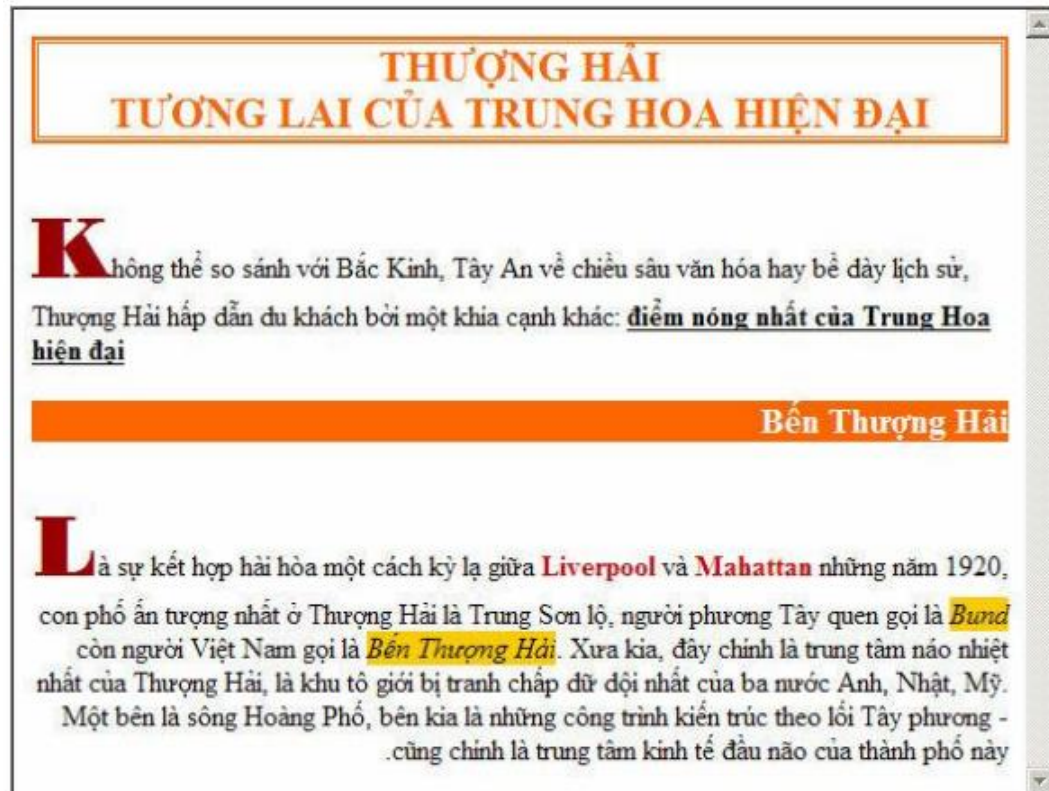 THƯỢNG HẢI
TƯƠNG LAI CỦA TRUNG HOA HIỆN ĐẠI
Không thể so sánh với Bắc Kinh, Tây An về chiều sâu văn hóa hay bề dày lịch sử,
Thượng Hải hấp dẫn du khách bởi một khia cạnh khác: điểm nóng nhất của Trung Hoa
hiện đại
Bến Thượng Hải
Là sự kết hợp hài hòa một cách kỳ lạ giữa Liverpool và Mahattan những năm 1920,
con phố ấn tượng nhất ở Thượng Hải là Trung Sơn lộ, người phương Tây quen gọi là Bund
còn người Việt Nam gọi là Bến Thượng Hải. Xưa kia, đây chính là trung tâm náo nhiệt
nhất của Thượng Hải, là khu tô giới bị tranh chấp dữ dội nhất của ba nước Anh, Nhật, Mỹ.
Một bên là sông Hoàng Phố, bên kia là những công trình kiến trúc theo lối Tây phương -
.cũng chính là trung tâm kinh tế đầu não của thành phố này